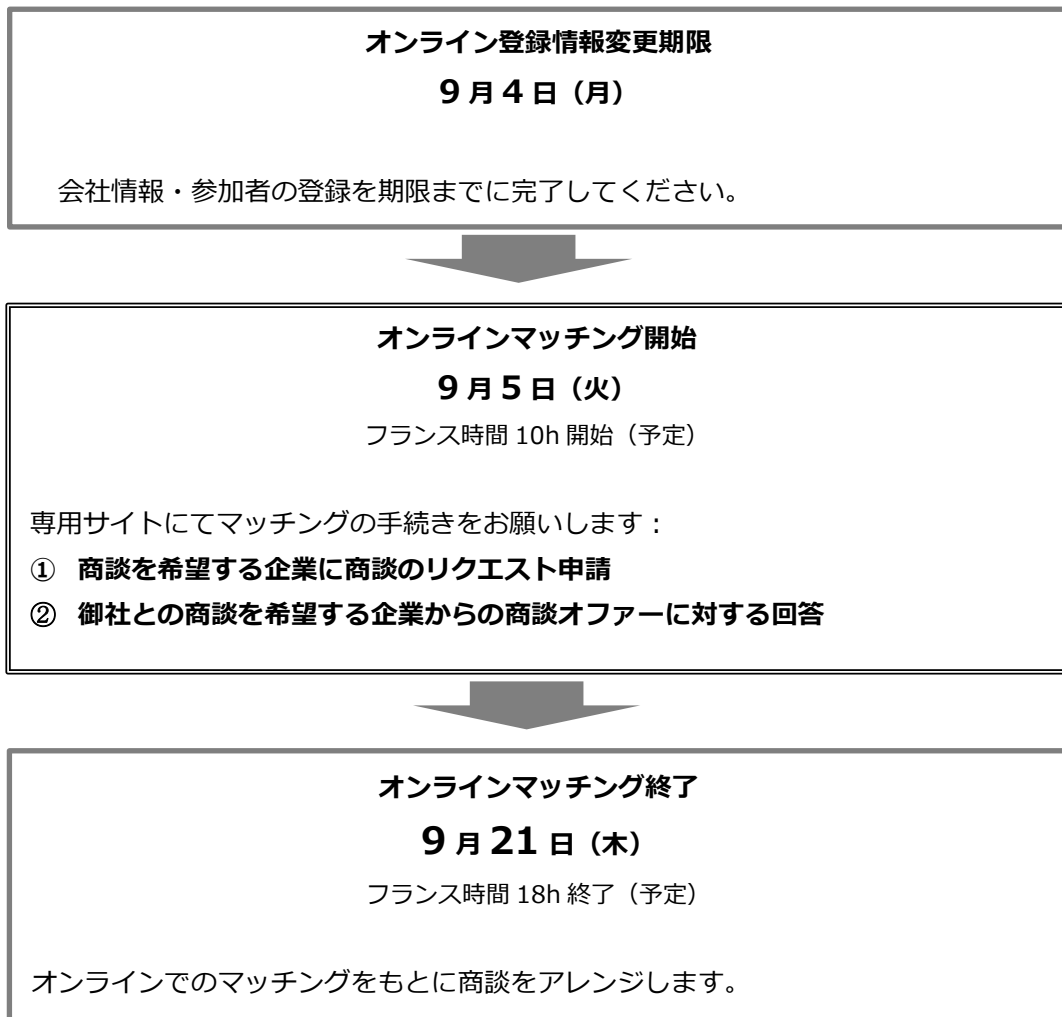 オンライン登録情報変更期限
9月4日（月）
会社情報・参加者の登録を期限までに完了してください。
オンラインマッチング開始
9月5日（火）
フランス時間 10h 開始（予定）
専用サイトにてマッチングの手続きをお願いします：
① 商談を希望する企業に商談のリクエスト申請
② 御社との商談を希望する企業からの商談オファーに対する回答
オンラインマッチング終了
9月21日（木）
フランス時間 18h 終了（予定）
オンラインでのマッチングをもとに商談をアレンジします。